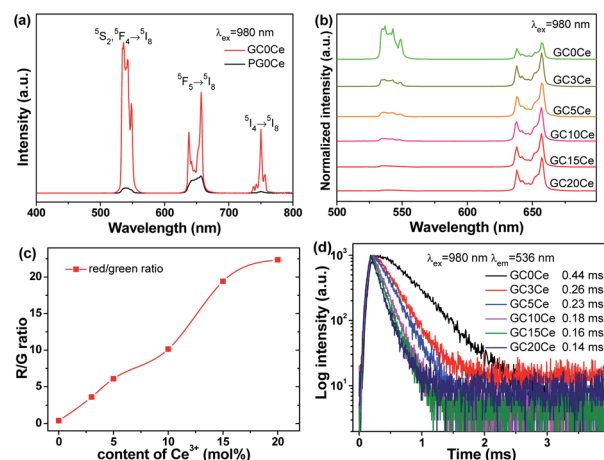 (a)
λex=980 nm
⁵S₂,⁵F₄→⁵I₈
GC0Ce
PG0Ce
⁵F₅→⁵I₈
⁵I₄→⁵I₈
Intensity (a.u.)
400 500 600 700 800
Wavelength (nm)
(b)
λex=980 nm
GC0Ce
GC3Ce
GC5Ce
GC10Ce
GC15Ce
GC20Ce
Normalized intensity (a.u.)
500 550 600 650
Wavelength (nm)
(c)
red/green ratio
R/G ratio
20
15
10
5
0
0 5 10 15 20
content of Ce³⁺ (mol%)
(d)
λex=980 nm λem=536 nm
GC0Ce 0.44 ms
GC3Ce 0.26 ms
GC5Ce 0.23 ms
GC10Ce 0.18 ms
GC15Ce 0.16 ms
GC20Ce 0.14 ms
Log intensity (a.u.)
10³
10²
10¹
0 1 2 3
Time (ms)